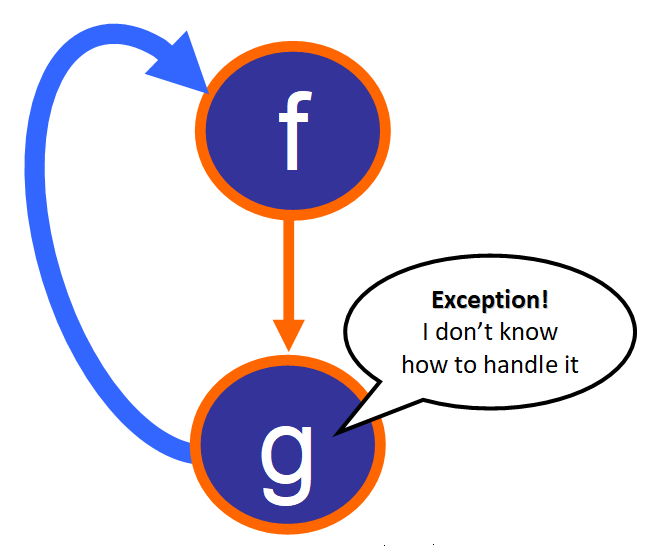 f
Exception!
I don’t know
how to handle it
g